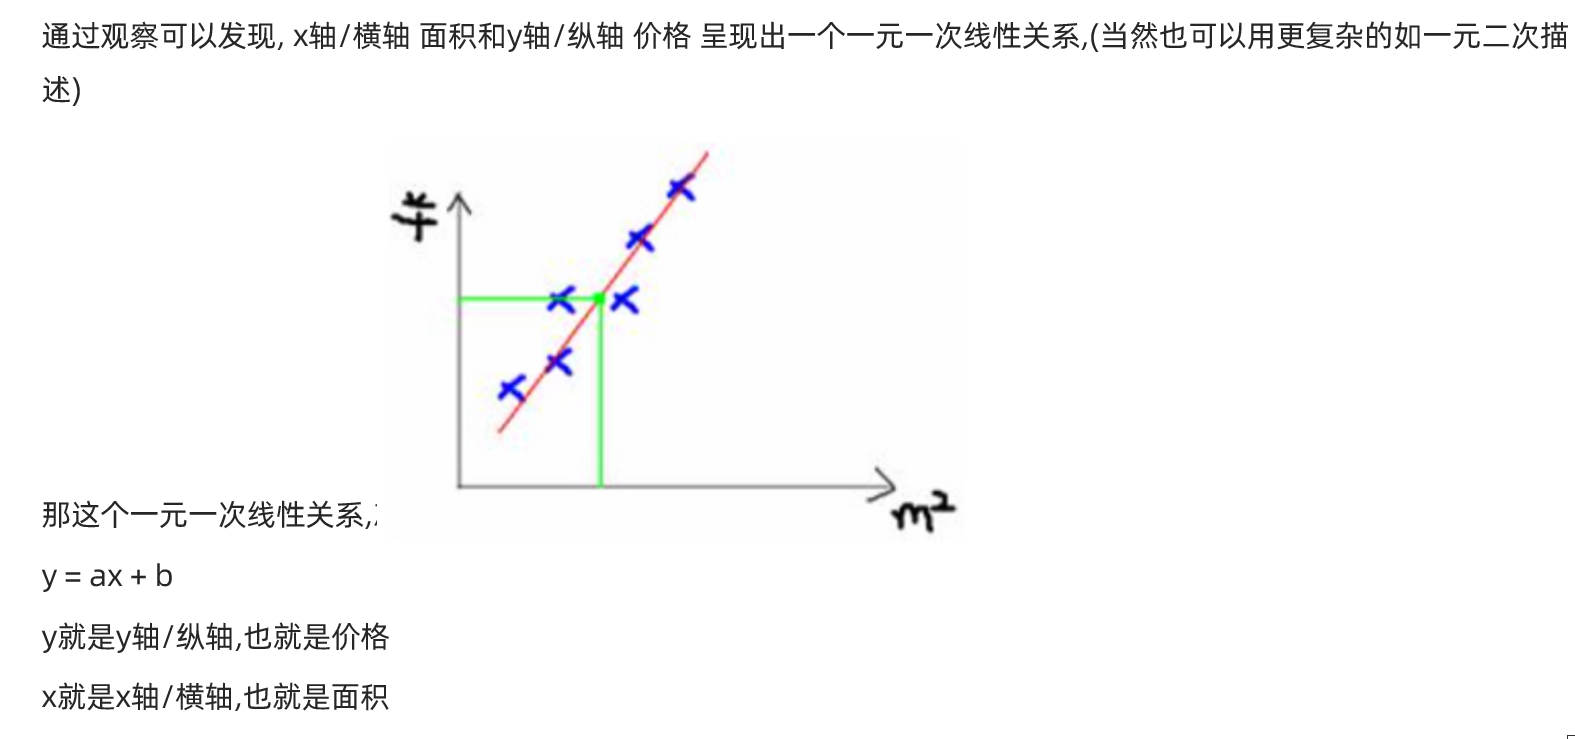 通过观察可以发现, x轴/横轴 面积和y轴/纵轴 价格 呈现出一个一元一次线性关系,(当然也可以用更复杂的如一元二次描
述)
m²
那这个一元一次线性关系,
y = ax + b
y就是y轴/纵轴,也就是价格
x就是x轴/横轴,也就是面积